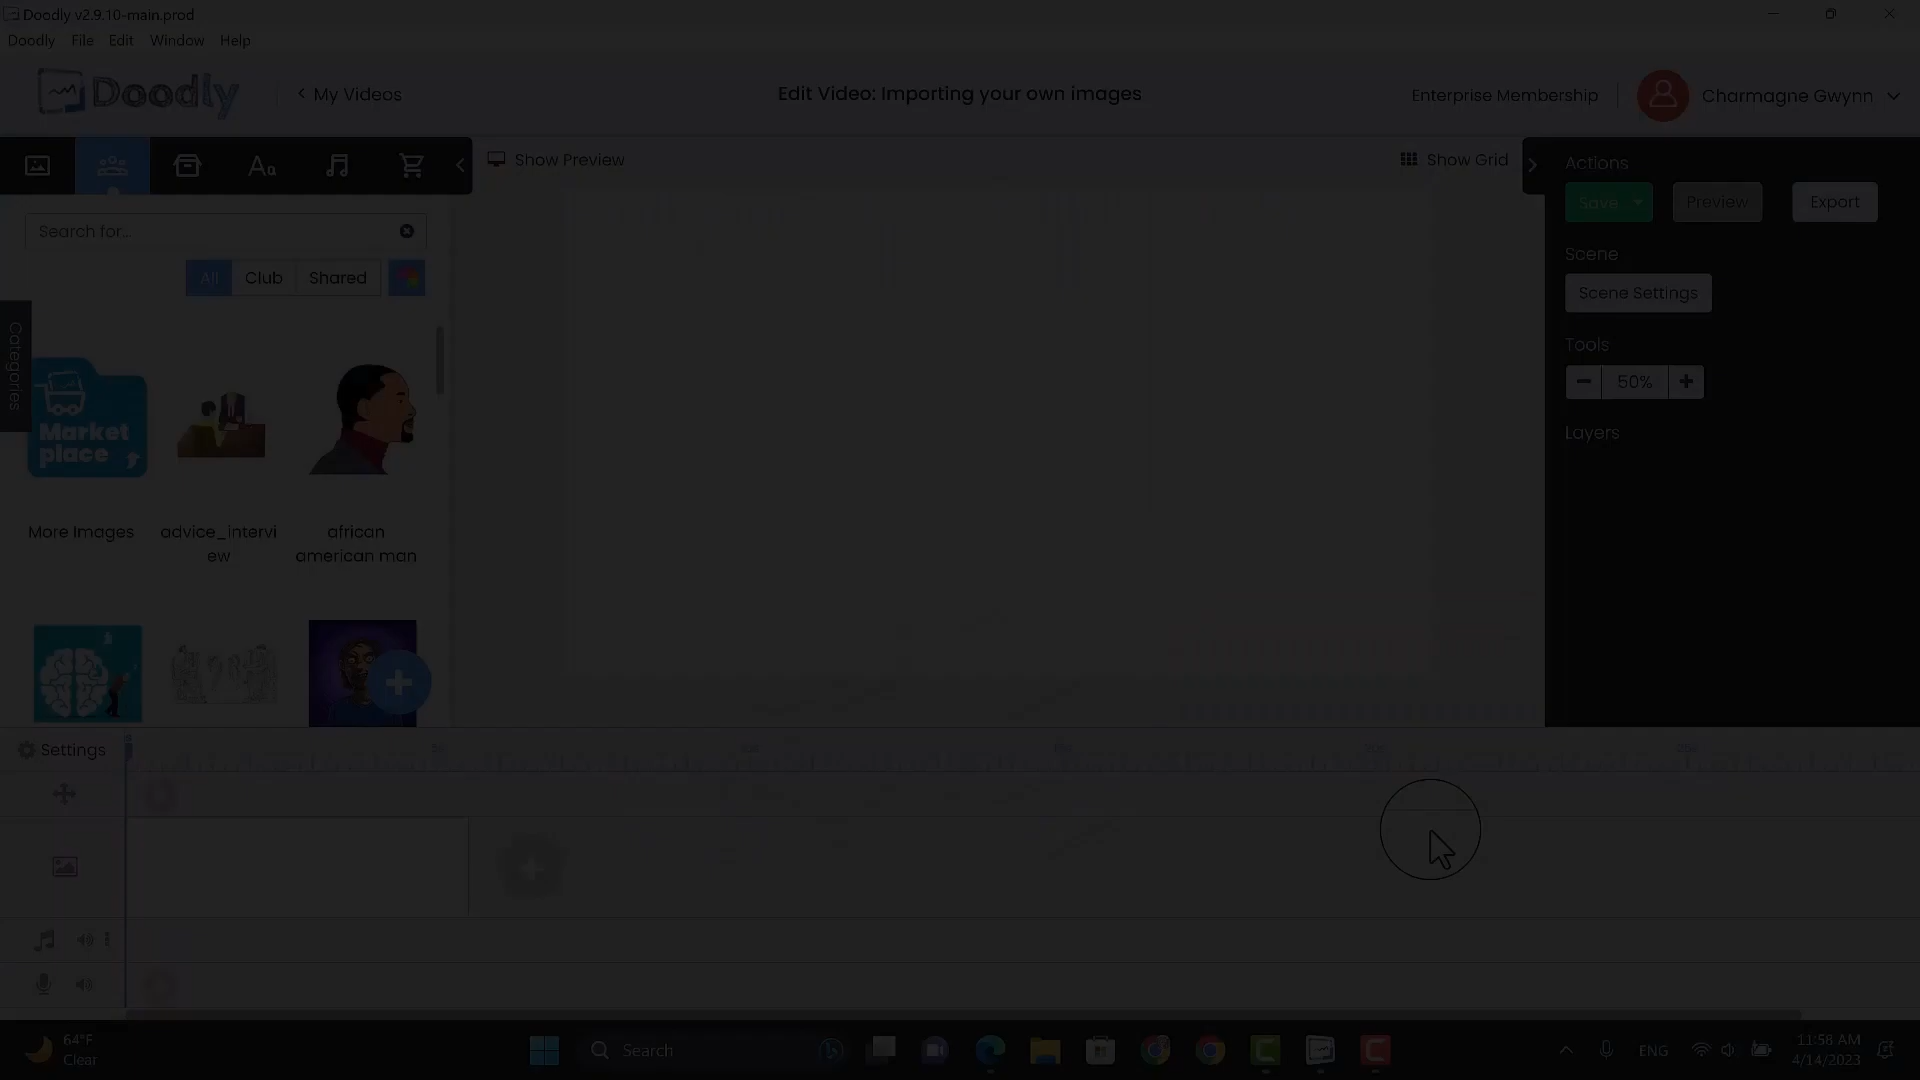 Doodly v2.9.10-main.prod
Doodly File Edit Window Help
Doodly
My Videos
Edit Video: Importing your own images
Enterprise Membership
Charmagne Gwynn
Aa
Show Preview
Show Grid
Actions
Save
Preview
Export
Search for...
All
Club
Shared
Scene
Scene Settings
Categories
Tools
50%
Layers
Market
place
More Images
advice_intervi
ew
african
american man
Settings
64°F
Clear
Search
ENG
11:58 AM
4/14/2023